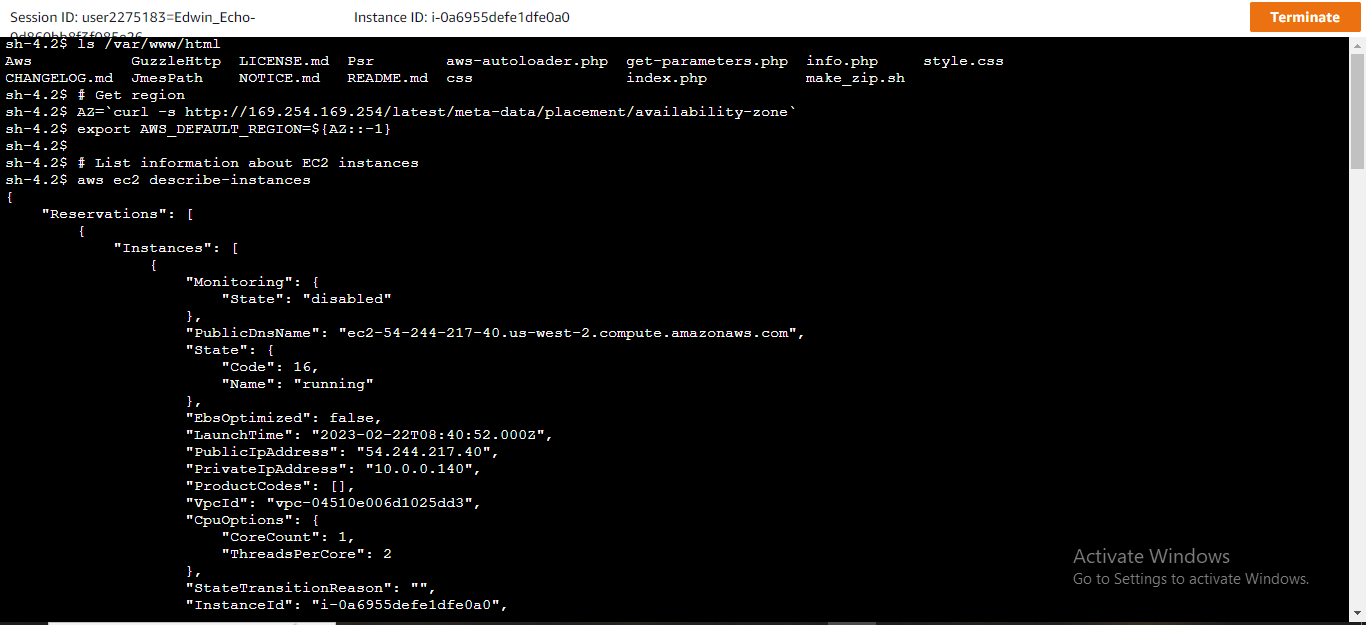 Session ID: user2275183=Edwin_Echo-
Instance ID: i-0a6955defe1dfe0a0
Terminate
sh-4.2$ ls /var/www/html
Aws GuzzleHttp LICENSE.md Psr aws-autoloader.php get-parameters.php info.php style.css
CHANGELOG.md JmesPath NOTICE.md README.md css index.php make_zip.sh
sh-4.2$ # Get region
sh-4.2$ AZ=`curl -s http://169.254.169.254/latest/meta-data/placement/availability-zone`
sh-4.2$ export AWS_DEFAULT_REGION=${AZ::-1}
sh-4.2$
sh-4.2$ # List information about EC2 instances
sh-4.2$ aws ec2 describe-instances
{
"Reservations": [
{
"Instances": [
{
"Monitoring": {
"State": "disabled"
},
"PublicDnsName": "ec2-54-244-217-40.us-west-2.compute.amazonaws.com",
"State": {
"Code": 16,
"Name": "running"
},
"EbsOptimized": false,
"LaunchTime": "2023-02-22T08:40:52.000Z",
"PublicIpAddress": "54.244.217.40",
"PrivateIpAddress": "10.0.0.140",
"ProductCodes": [],
"VpcId": "vpc-04510e006d1025dd3",
"CpuOptions": {
"CoreCount": 1,
"ThreadsPerCore": 2
},
"StateTransitionReason": "",
"InstanceId": "i-0a6955defe1dfe0a0",
Activate Windows
Go to Settings to activate Windows.